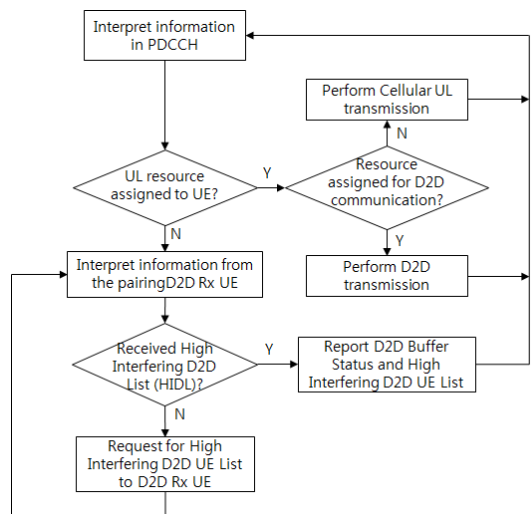 Interpret information
in PDCCH
Perform Cellular UL
transmission
N
UL resource
assigned to UE?
Y
Resource
assigned for D2D
communication?
N
Y
Interpret information from
the pairingD2D Rx UE
Perform D2D
transmission
Received High
Interfering D2D
List (HIDL)?
Y
Report D2D Buffer
Status and High
Interfering D2D UE List
N
Request for High
Interfering D2D UE List
to D2D Rx UE